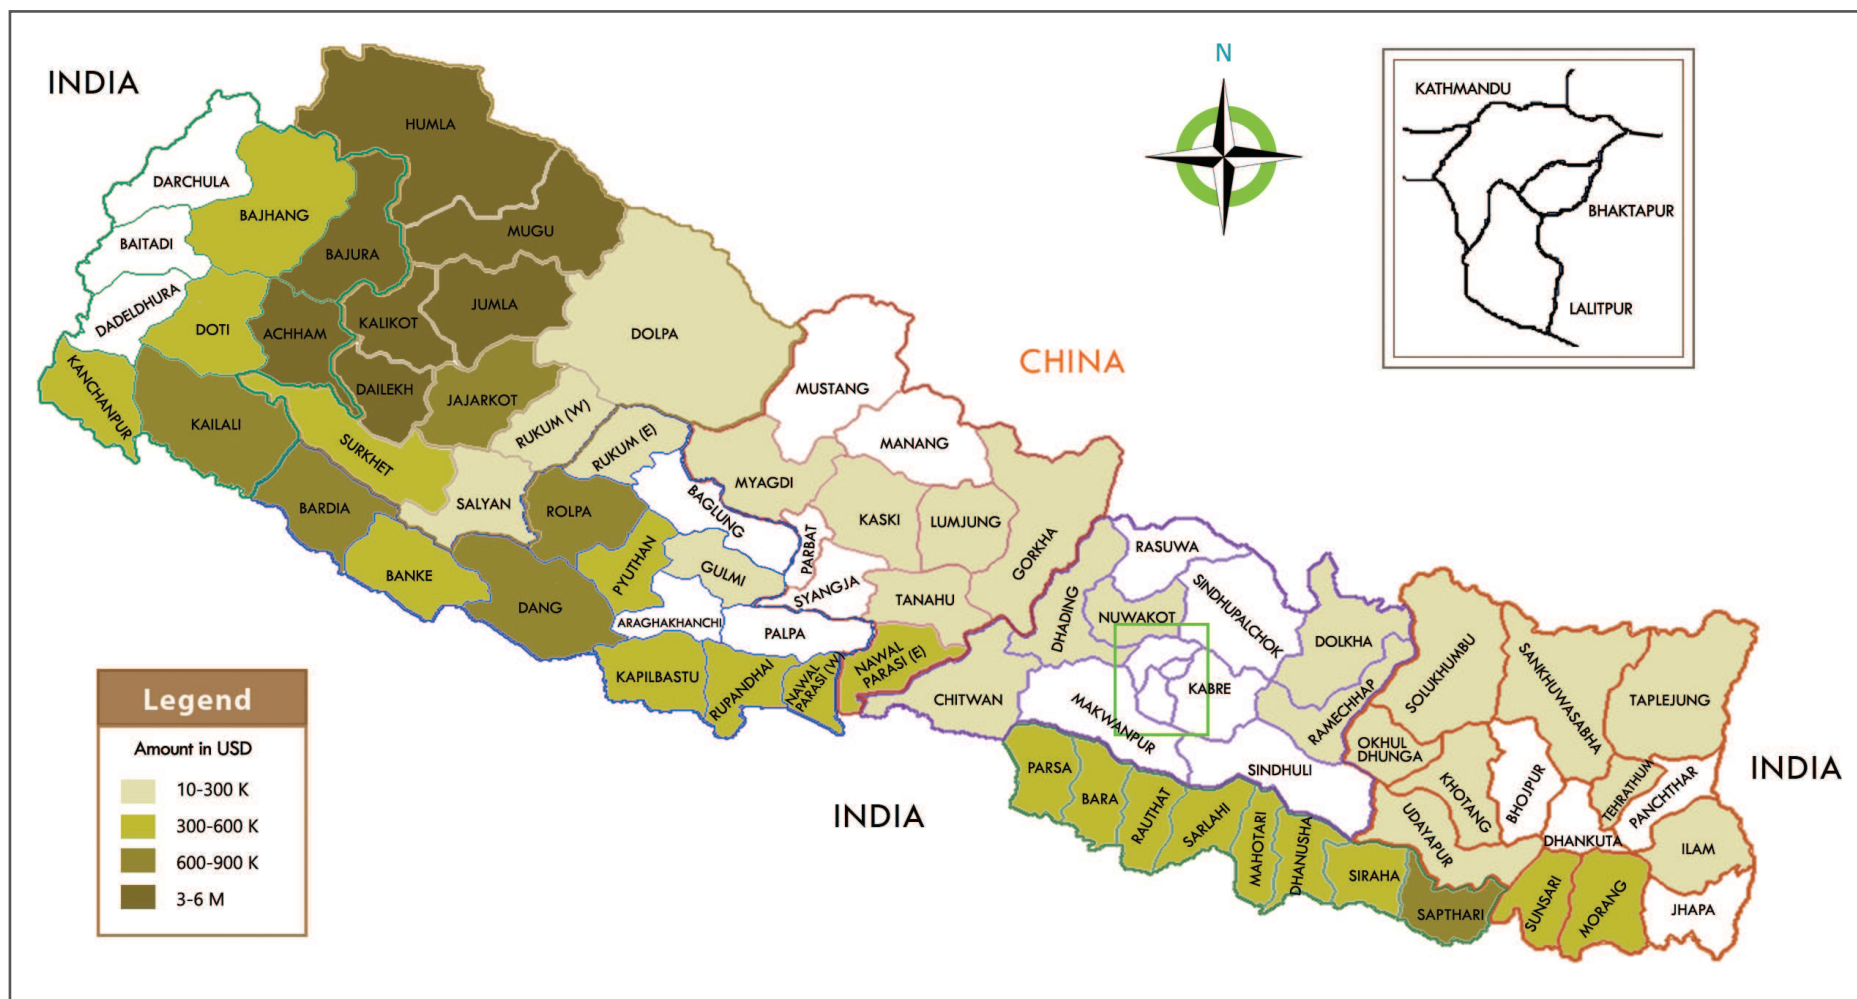 INDIA
N
KATHMANDU
BHAKTAPUR
LALITPUR
HUMLA
DARCHULA
BAJHANG
BAITADI
BAJURA
MUGU
DADELDHURA
DOTI
ACHHAM
KALIKOT
JUMLA
DOLPA
CHINA
KANCHANPUR
KAILALI
DAILEKH
JAJARKOT
MUSTANG
RUKUM (W)
RUKUM (E)
MANANG
SURKHET
BARDIA
SALYAN
ROLPA
BAGLUNG
MYAGDI
KASKI
LUMJUNG
GORKHA
PARBAT
RASUWA
BANKE
DANG
PYUTHAN
GULMI
SYANGJA
TANAHU
DHADING
NUWAKOT
SINDHUPALCHOK
DOLKHA
ARAGHAKHANCHI
PALPA
KAPILBASTU
RUPANDHAI
NAWAL
PARASI (W)
NAWAL
PARASI (E)
CHITWAN
MAKWANPUR
KABRE
RAMECHHAP
SOLUKHUMBU
SANKHUWASABHA
TAPLEJUNG
OKHUL
DHUNGA
SINDHULI
KHOTANG
BHOJPUR
TEHRATHUM
PANCHTHAR
INDIA
PARSA
BARA
RAUTHAT
SARLAHI
MAHOTARI
DHANUSHA
SIRAHA
UDAYAPUR
DHANKUTA
ILAM
SAPTHARI
SUNSARI
MORANG
JHAPA
INDIA
Legend
Amount in USD
10-300 K
300-600 K
600-900 K
3-6 M